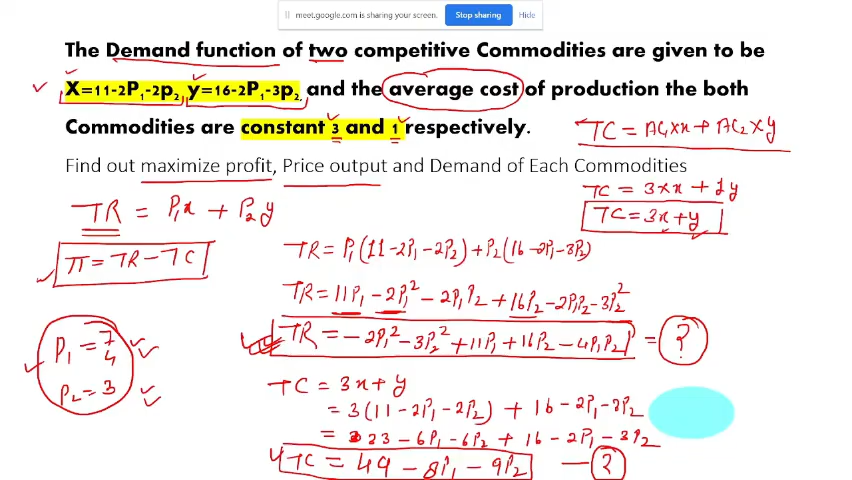 meet.google.com is sharing your screen. Stop sharing Hide
The Demand function of two competitive Commodities are given to be
X=11-2P₁-2p₂ y=16-2P₁-3p₂ and the average cost of production the both
Commodities are constant 3 and 1 respectively.
TC = AC₁×x + AC₂×y
Find out maximize profit, Price output and Demand of Each Commodities
TC = 3×x + 1y
TC = 3x + y
TR = P₁x + P₂y
π = TR - TC
TR = P₁(11-2P₁-2P₂) + P₂(16-2P₁-3P₂)
TR = 11P₁ - 2P₁² - 2P₁P₂ + 16P₂ - 2P₁P₂ - 3P₂²
TR = -2P₁² - 3P₂² + 11P₁ + 16P₂ - 4P₁P₂ = ?
P₁ = 7
4
P₂ = 3
TC = 3x + y
= 3(11-2P₁-2P₂) + 16-2P₁-3P₂
= 33 - 6P₁ - 6P₂ + 16 - 2P₁ - 3P₂
TC = 49 - 8P₁ - 9P₂ — ?